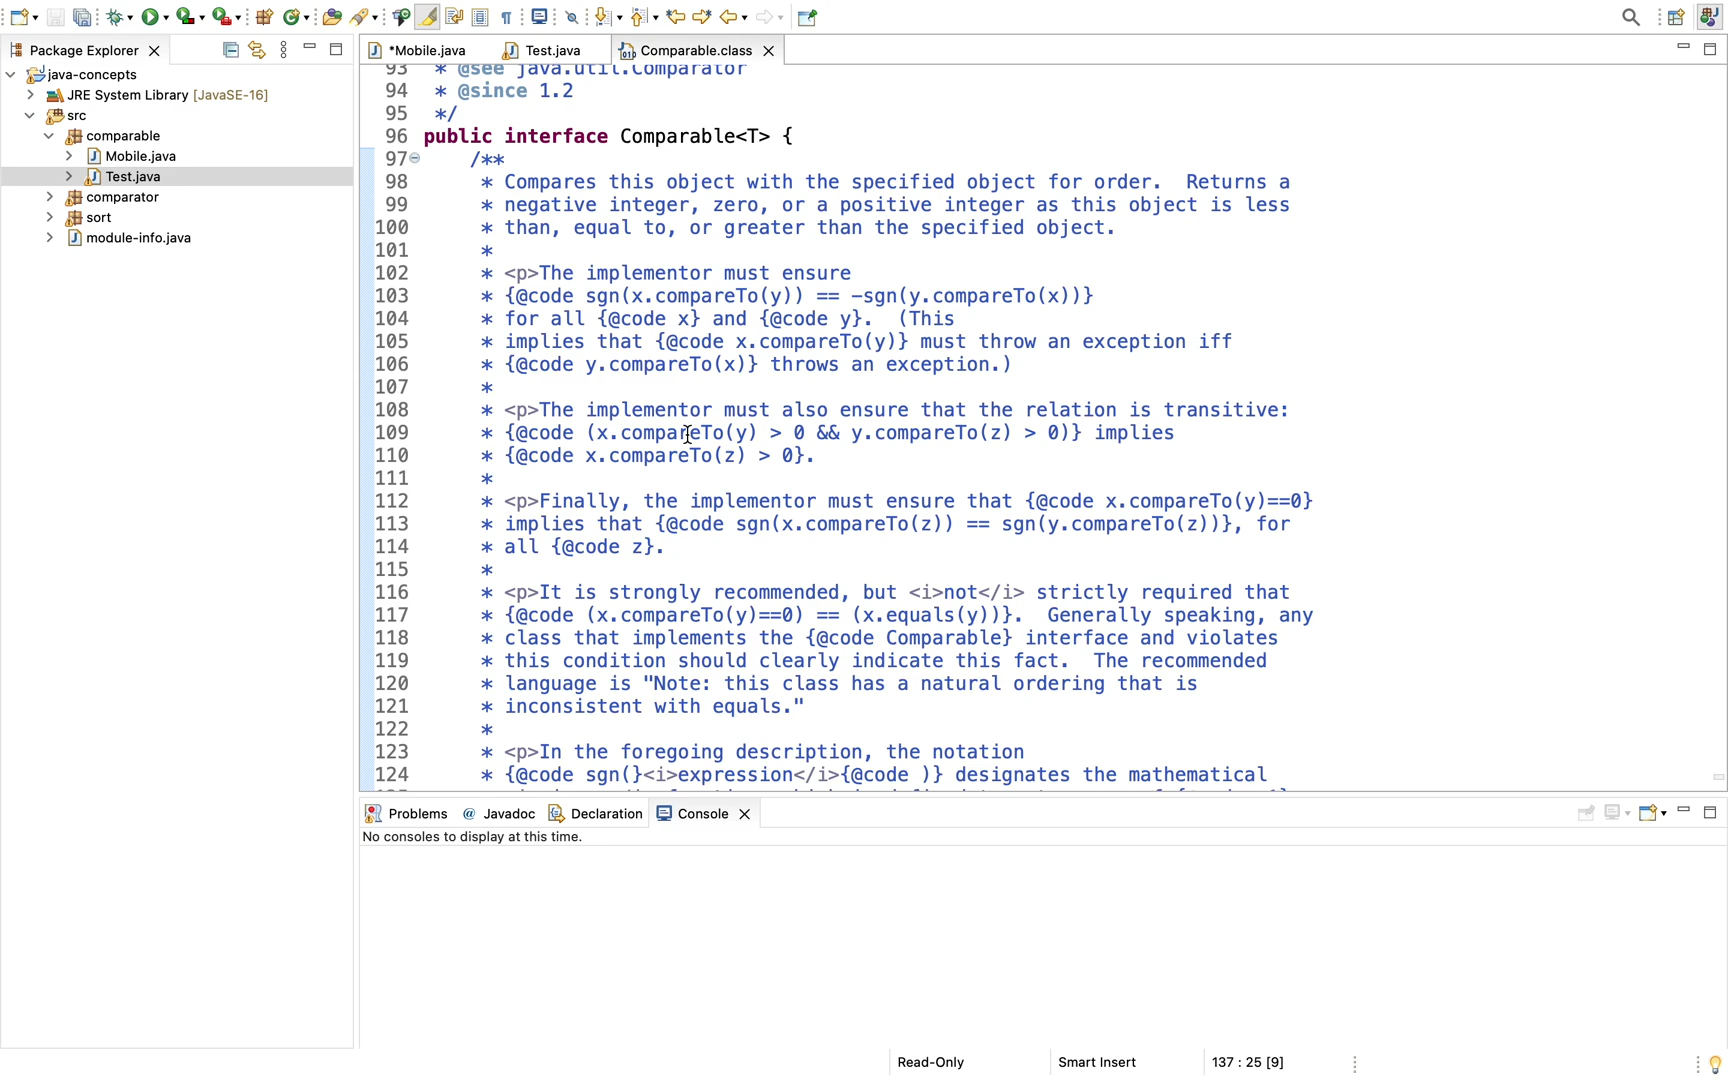 Package Explorer
*Mobile.java
Test.java
Comparable.class
java-concepts
JRE System Library [JavaSE-16]
src
comparable
Mobile.java
Test.java
comparator
sort
module-info.java
93 * @see java.util.Comparator
94 * @since 1.2
95 */
96 public interface Comparable<T> {
97 /**
98 * Compares this object with the specified object for order.  Returns a
99 * negative integer, zero, or a positive integer as this object is less
100 * than, equal to, or greater than the specified object.
101 *
102 * <p>The implementor must ensure
103 * {@code sgn(x.compareTo(y)) == -sgn(y.compareTo(x))}
104 * for all {@code x} and {@code y}.  (This
105 * implies that {@code x.compareTo(y)} must throw an exception iff
106 * {@code y.compareTo(x)} throws an exception.)
107 *
108 * <p>The implementor must also ensure that the relation is transitive:
109 * {@code (x.compareTo(y) > 0 && y.compareTo(z) > 0)} implies
110 * {@code x.compareTo(z) > 0}.
111 *
112 * <p>Finally, the implementor must ensure that {@code x.compareTo(y)==0}
113 * implies that {@code sgn(x.compareTo(z)) == sgn(y.compareTo(z))}, for
114 * all {@code z}.
115 *
116 * <p>It is strongly recommended, but <i>not</i> strictly required that
117 * {@code (x.compareTo(y)==0) == (x.equals(y))}.  Generally speaking, any
118 * class that implements the {@code Comparable} interface and violates
119 * this condition should clearly indicate this fact.  The recommended
120 * language is "Note: this class has a natural ordering that is
121 * inconsistent with equals."
122 *
123 * <p>In the foregoing description, the notation
124 * {@code sgn(}<i>expression</i>{@code )} designates the mathematical
Problems
@ Javadoc
Declaration
Console
No consoles to display at this time.
Read-Only
Smart Insert
137 : 25 [9]